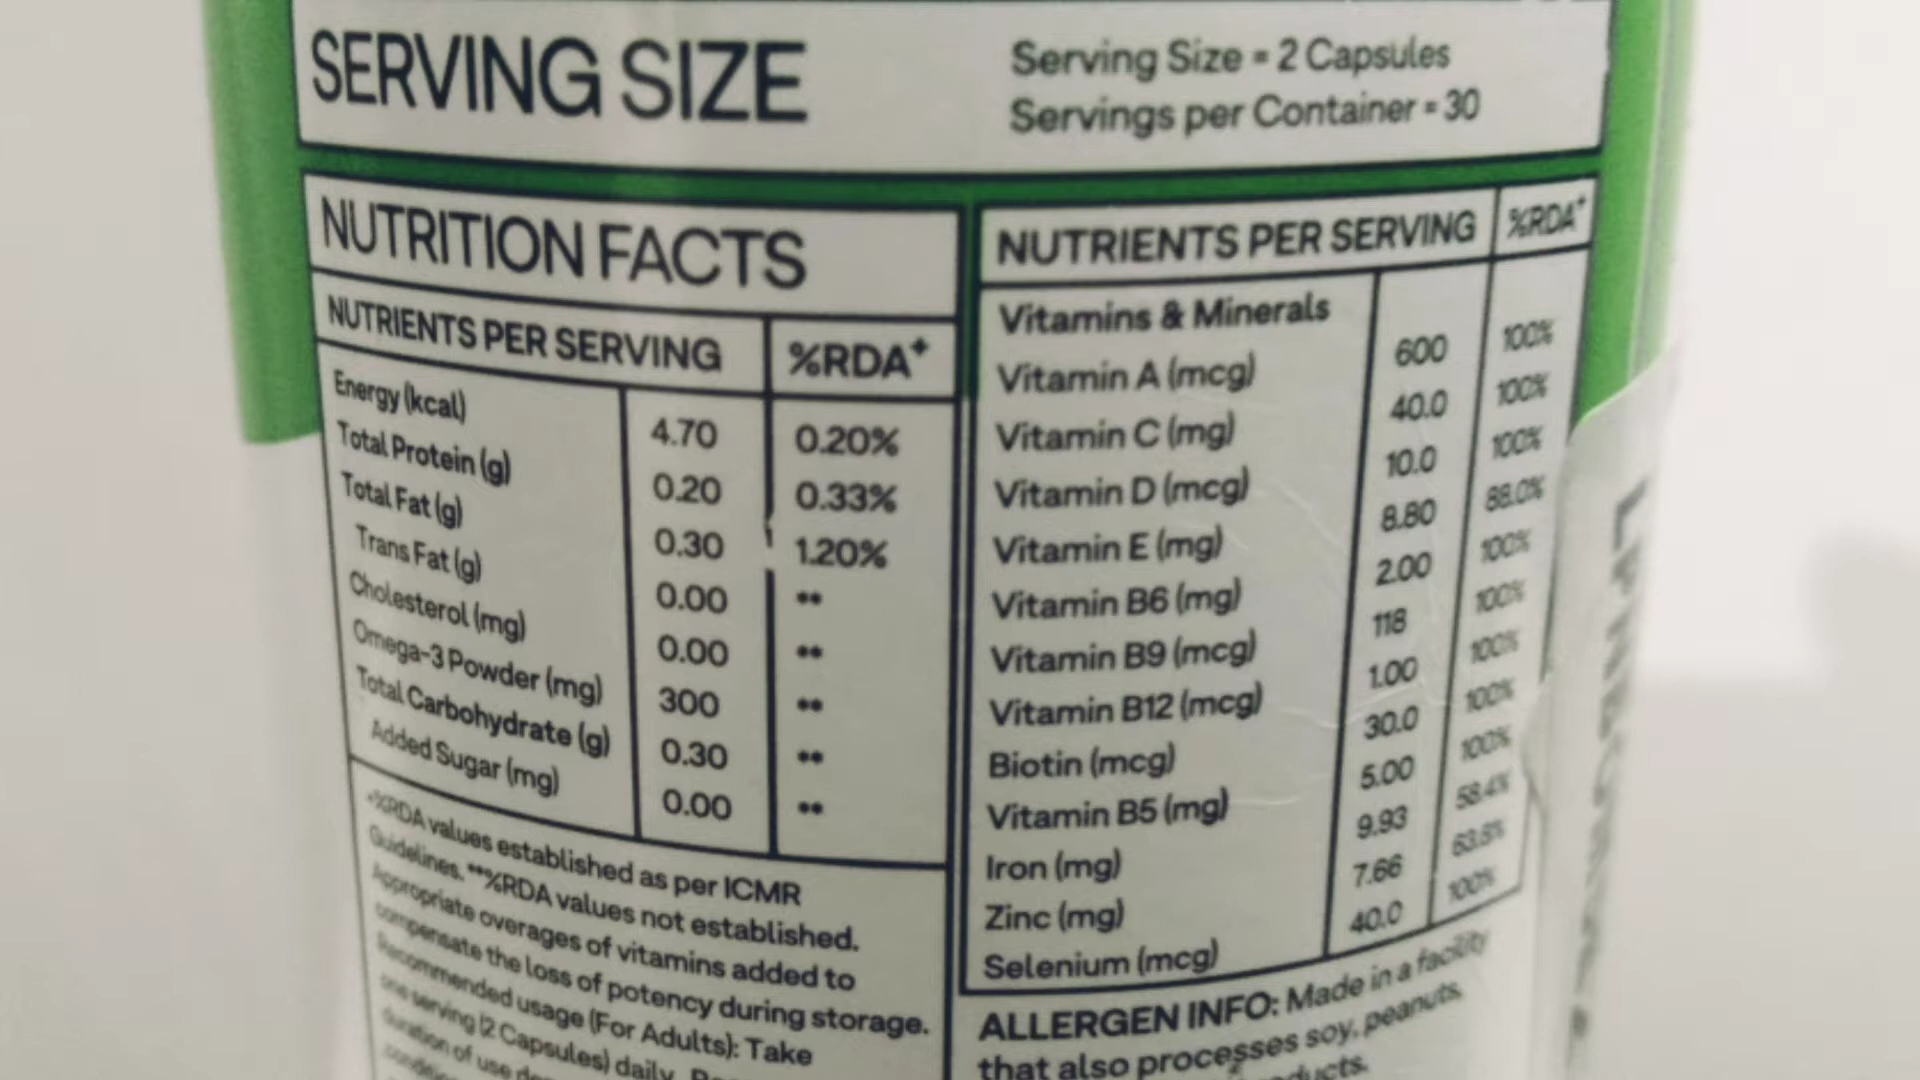 SERVING SIZE
Serving Size = 2 Capsules
Servings per Container = 30
NUTRITION FACTS
NUTRIENTS PER SERVING %RDA+
Energy (kcal) 4.70 0.20%
Total Protein (g) 0.20 0.33%
Total Fat (g) 0.30 1.20%
Trans Fat (g) 0.00 **
Cholesterol (mg) 0.00 **
Omega-3 Powder (mg) 300 **
Total Carbohydrate (g) 0.30 **
Added Sugar (mg) 0.00 **
+%RDA values established as per ICMR
Guidelines. **%RDA values not established.
Appropriate overages of vitamins added to
compensate the loss of potency during storage.
Recommended usage (For Adults): Take
one serving (2 Capsules) daily.
duration of use
NUTRIENTS PER SERVING %RDA+
Vitamins & Minerals
Vitamin A (mcg) 600 100%
Vitamin C (mg) 40.0 100%
Vitamin D (mcg) 10.0 100%
Vitamin E (mg) 8.80 88.0%
Vitamin B6 (mg) 2.00 100%
Vitamin B9 (mcg) 118 100%
Vitamin B12 (mcg) 1.00 100%
Biotin (mcg) 30.0 100%
Vitamin B5 (mg) 5.00 100%
Iron (mg) 9.93 58.4%
Zinc (mg) 7.66 63.8%
Selenium (mcg) 40.0 100%
ALLERGEN INFO: Made in a facility
that also processes soy, peanuts,